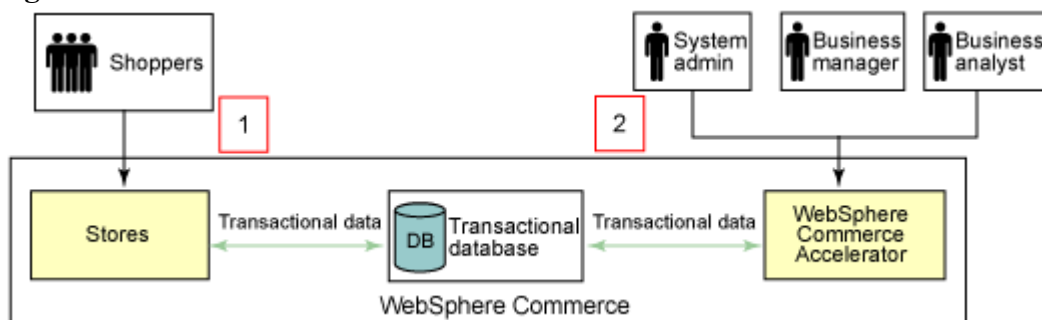 Shoppers
System
admin
Business
manager
Business
analyst
1
2
Stores
Transactional data
DB
Transactional
database
Transactional data
WebSphere
Commerce
Accelerator
WebSphere Commerce